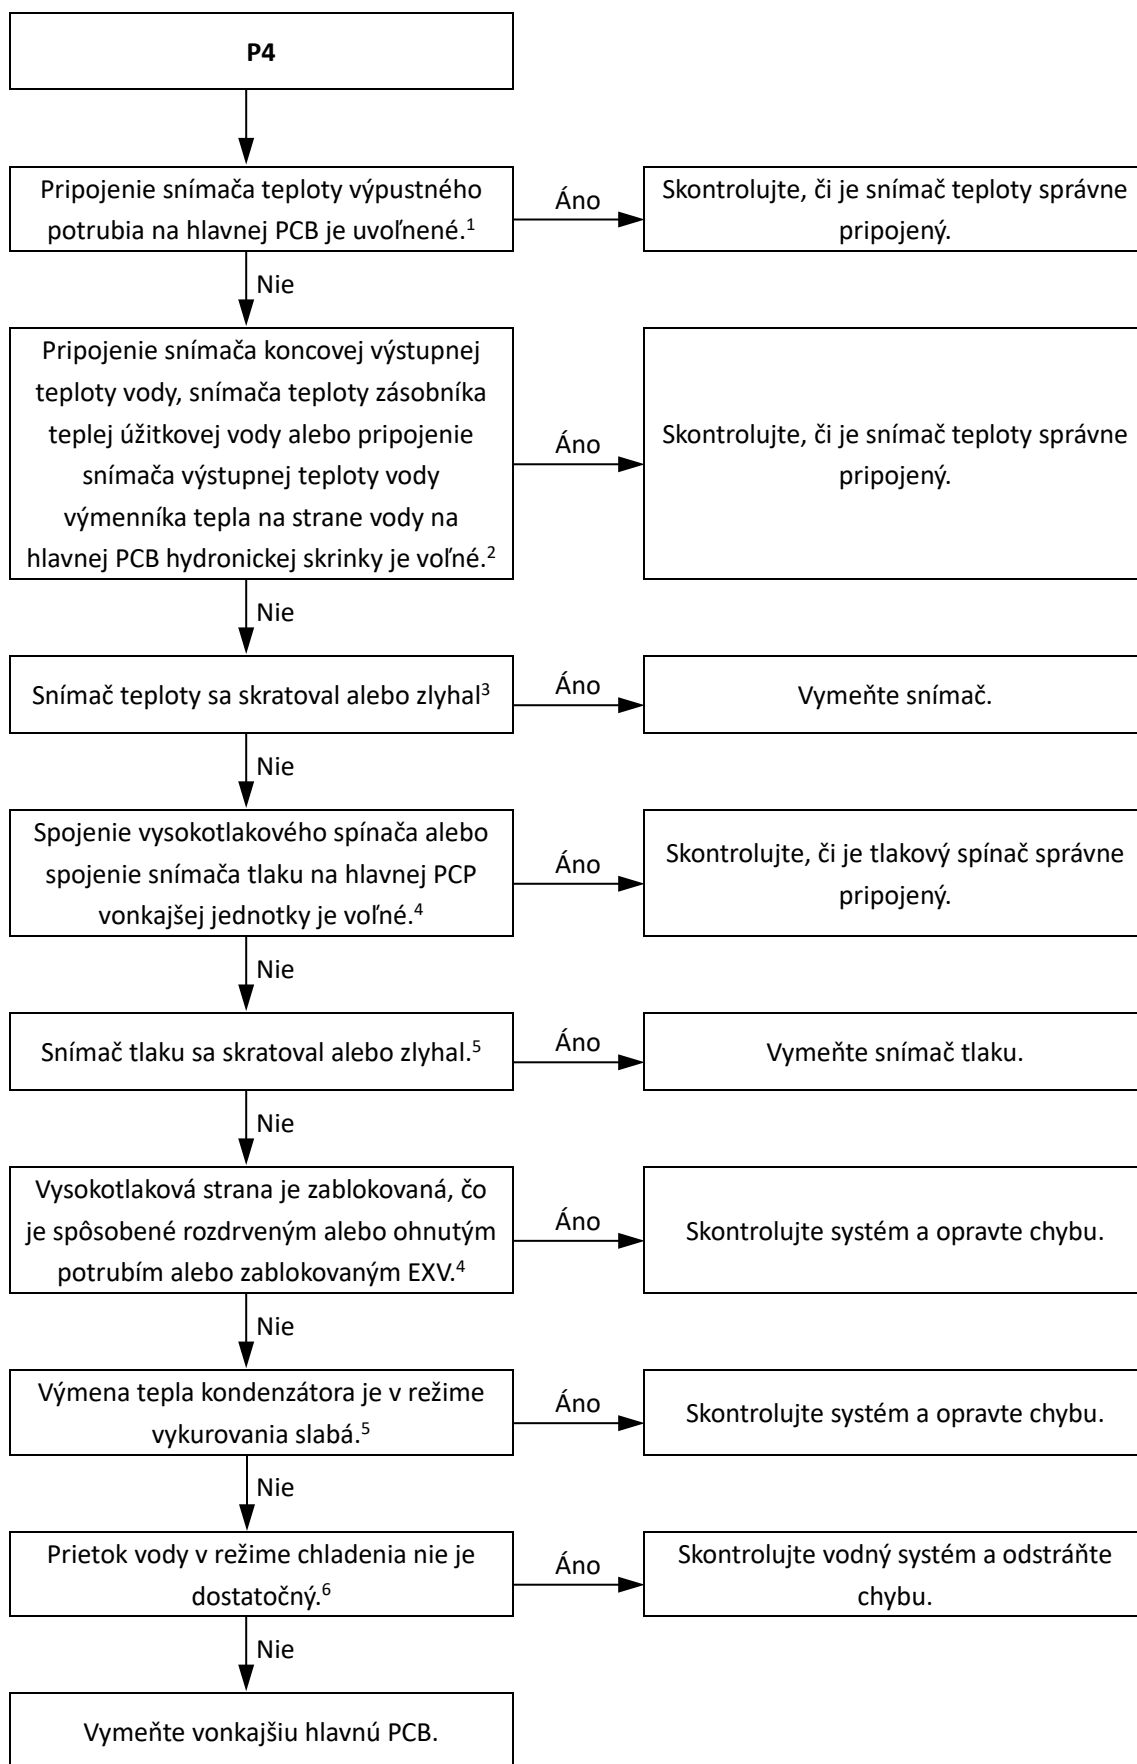 P4
Pripojenie snímača teploty výpustného
potrubia na hlavnej PCB je uvoľnené.¹
Áno
Skontrolujte, či je snímač teploty správne
pripojený.
Nie
Pripojenie snímača koncovej výstupnej
teploty vody, snímača teploty zásobníka
teplej úžitkovej vody alebo pripojenie
snímača výstupnej teploty vody
výmenníka tepla na strane vody na
hlavnej PCB hydronickej skrinky je voľné.²
Áno
Skontrolujte, či je snímač teploty správne
pripojený.
Nie
Snímač teploty sa skratoval alebo zlyhal³
Áno
Vymeňte snímač.
Nie
Spojenie vysokotlakového spínača alebo
spojenie snímača tlaku na hlavnej PCP
vonkajšej jednotky je voľné.⁴
Áno
Skontrolujte, či je tlakový spínač správne
pripojený.
Nie
Snímač tlaku sa skratoval alebo zlyhal.⁵
Áno
Vymeňte snímač tlaku.
Nie
Vysokotlaková strana je zablokovaná, čo
je spôsobené rozdrveným alebo ohnutým
potrubím alebo zablokovaným EXV.⁴
Áno
Skontrolujte systém a opravte chybu.
Nie
Výmena tepla kondenzátora je v režime
vykurovania slabá.⁵
Áno
Skontrolujte systém a opravte chybu.
Nie
Prietok vody v režime chladenia nie je
dostatočný.⁶
Áno
Skontrolujte vodný systém a odstráňte
chybu.
Nie
Vymeňte vonkajšiu hlavnú PCB.